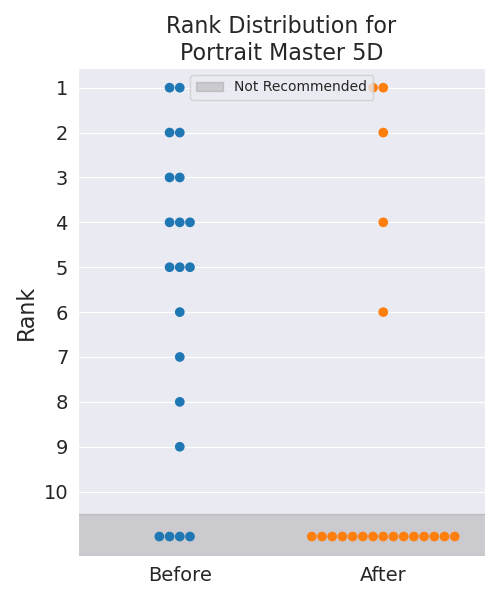 Rank Distribution for
Portrait Master 5D
Not Recommended
1
2
3
4
5
6
7
8
9
10
Rank
Before After